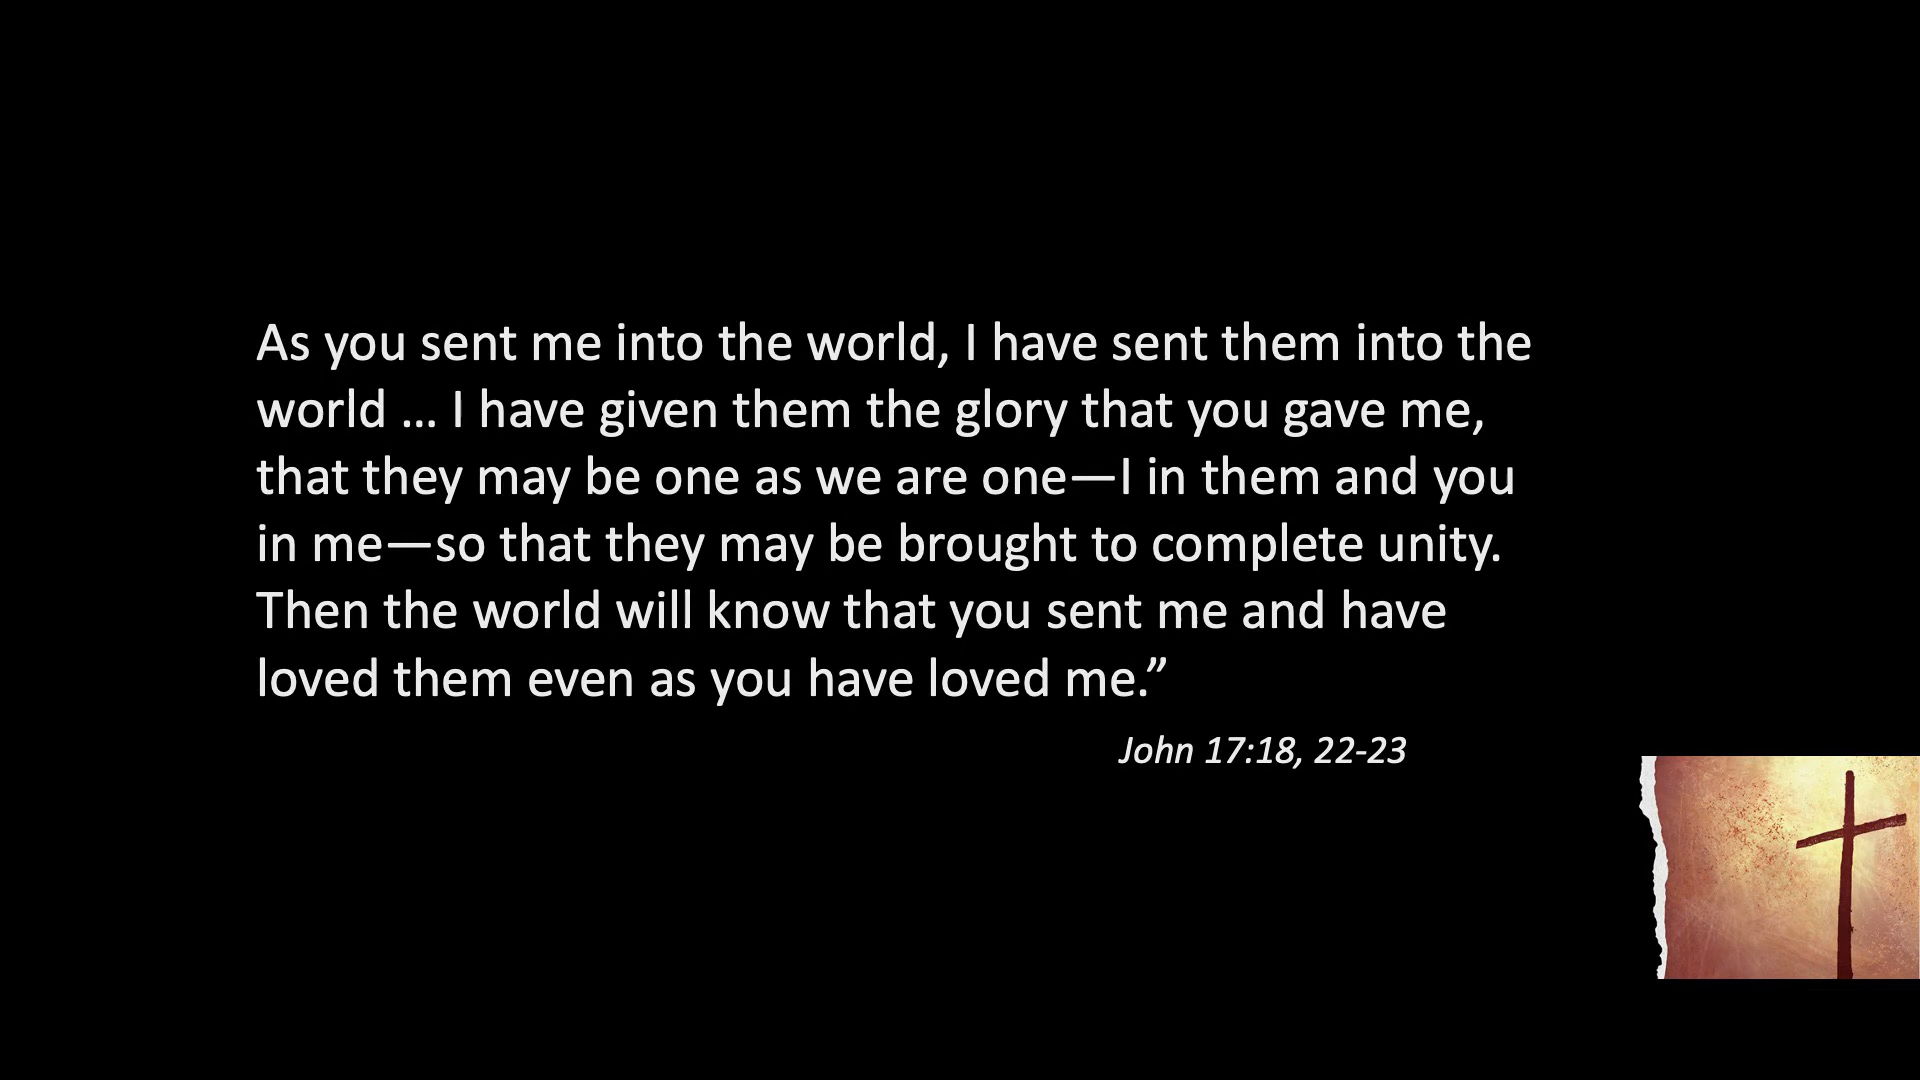 As you sent me into the world, I have sent them into the
world … I have given them the glory that you gave me,
that they may be one as we are one—I in them and you
in me—so that they may be brought to complete unity.
Then the world will know that you sent me and have
loved them even as you have loved me.”
John 17:18, 22-23